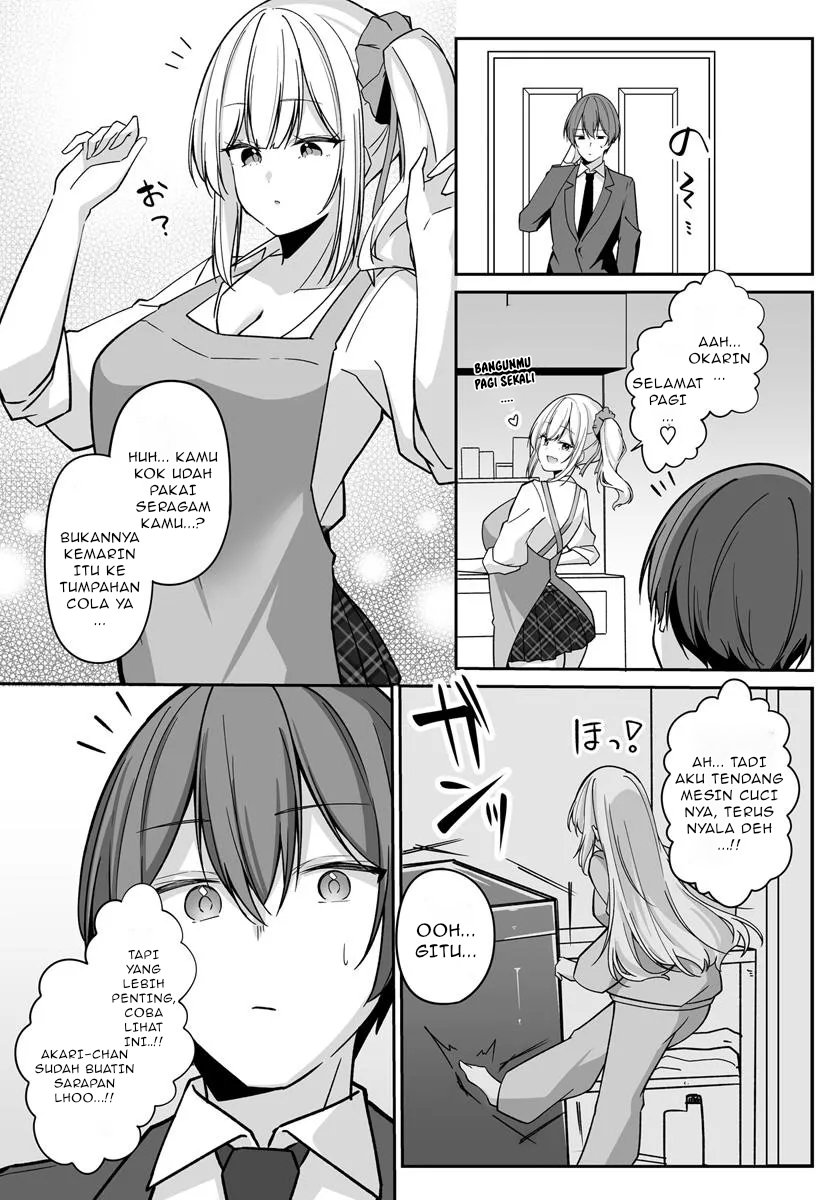 の〜…
AAH...
OKARIN
...
SELAMAT
PAGI
...
♡
BANGUNMU
PAGI SEKALI
....
♡
お?
HUH... KAMU
KOK UDAH
PAKAI
SERAGAM
KAMU...?
BUKANNYA
KEMARIN
ITU KE
TUMPAHAN
COLA YA
...
AH... TADI
AKU TENDANG
MESIN CUCI
NYA, TERUS
NYALA DEH
...!!
ほっ!
ガンッ
OOH...
GITU...
TAPI
YANG
LEBIH
PENTING,
COBA
LIHAT
INI..!!
AKARI-CHAN
SUDAH BUATIN
SARAPAN
LHOO...!!